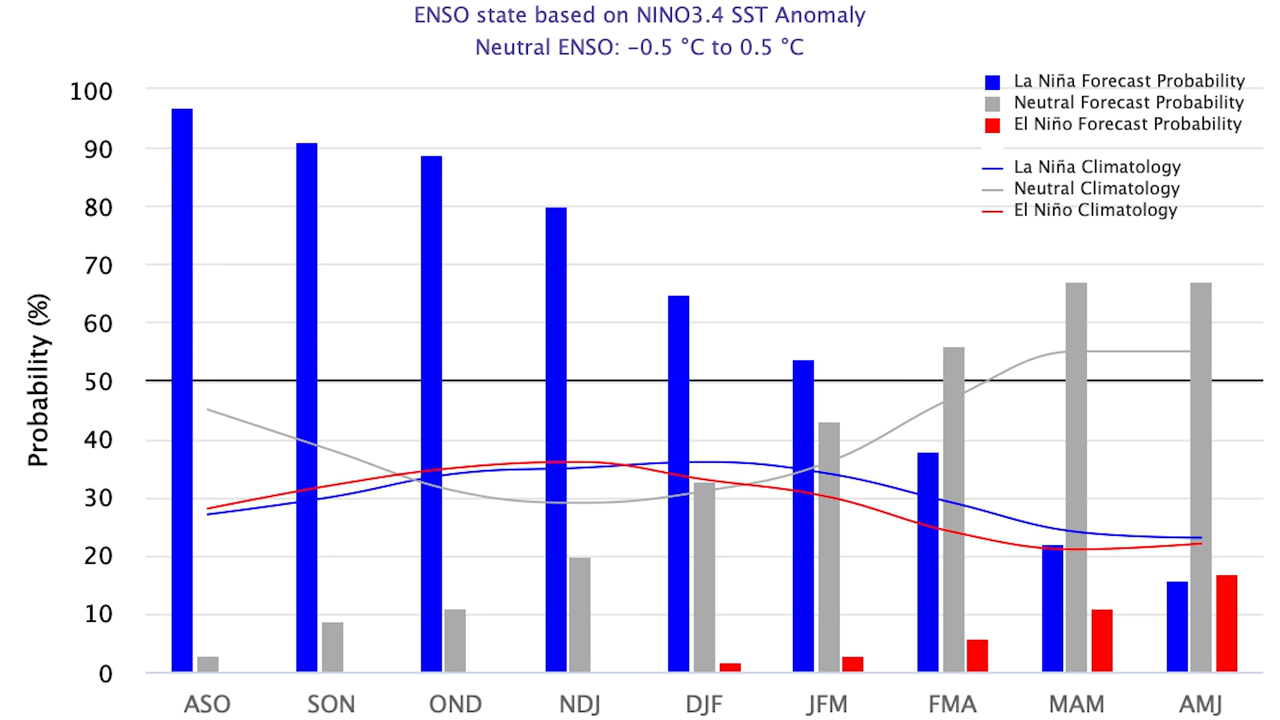 ENSO state based on NINO3.4 SST Anomaly
Neutral ENSO: -0.5 °C to 0.5 °C
La Niña Forecast Probability
Neutral Forecast Probability
El Niño Forecast Probability
La Niña Climatology
Neutral Climatology
El Niño Climatology
Probability (%)
100
90
80
70
60
50
40
30
20
10
0
ASO SON OND NDJ DJF JFM FMA MAM AMJ